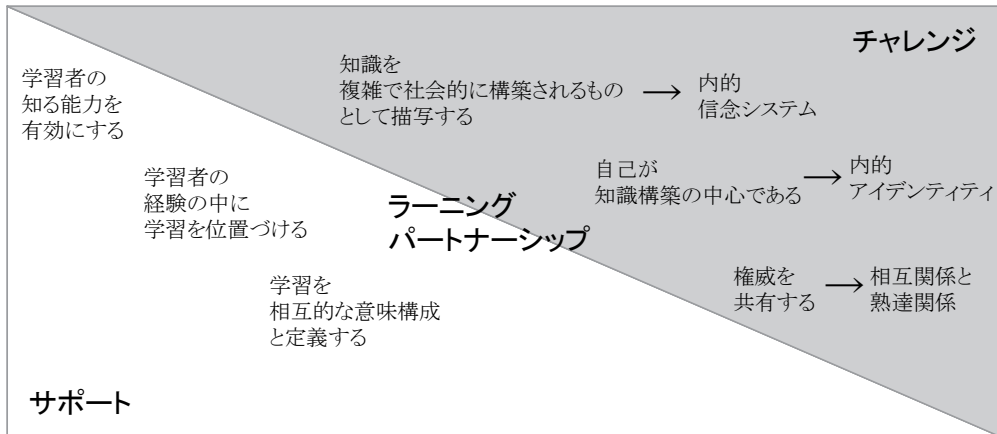 チャレンジ
知識を
複雑で社会的に構築されるもの
として描写する
→
内的
信念システム
自己が
知識構築の中心である
→
内的
アイデンティティ
権威を
共有する
→
相互関係と
熟達関係
ラーニング
パートナーシップ
学習者の
知る能力を
有効にする
学習者の
経験の中に
学習を位置づける
学習を
相互的な意味構成
と定義する
サポート